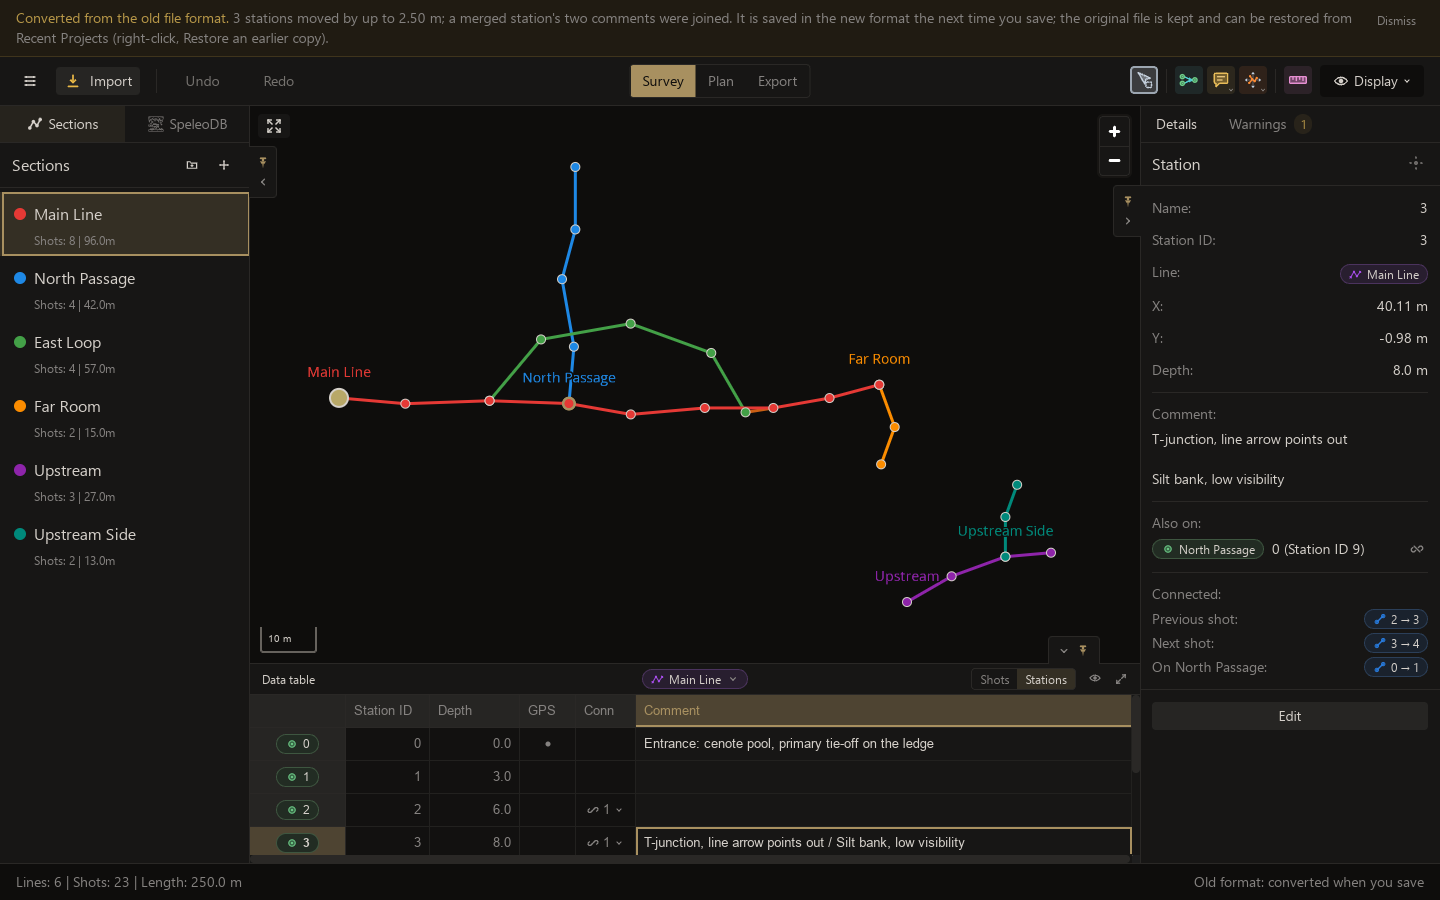 Converted from the old file format. 3 stations moved by up to 2.50 m; a merged station's two comments were joined. It is saved in the new format the next time you save; the original file is kept and can be restored from
Recent Projects (right-click, Restore an earlier copy).
Dismiss
Import
Undo
Redo
Survey
Plan
Export
Display
Sections
SpeleoDB
Sections
Main Line
Shots: 8 | 96.0m
North Passage
Shots: 4 | 42.0m
East Loop
Shots: 4 | 57.0m
Far Room
Shots: 2 | 15.0m
Upstream
Shots: 3 | 27.0m
Upstream Side
Shots: 2 | 13.0m
Main Line
North Passage
Far Room
Upstream Side
Upstream
10 m
Details
Warnings 1
Station
Name: 3
Station ID: 3
Line: Main Line
X: 40.11 m
Y: -0.98 m
Depth: 8.0 m
Comment:
T-junction, line arrow points out
Silt bank, low visibility
Also on:
North Passage 0 (Station ID 9)
Connected:
Previous shot: 2→3
Next shot: 3→4
On North Passage: 0→1
Edit
Data table
Main Line
Shots
Stations
Station ID Depth GPS Conn Comment
0 0 0.0 Entrance: cenote pool, primary tie-off on the ledge
1 1 3.0
2 2 6.0 1
3 3 8.0 1 T-junction, line arrow points out / Silt bank, low visibility
Lines: 6 | Shots: 23 | Length: 250.0 m
Old format: converted when you save